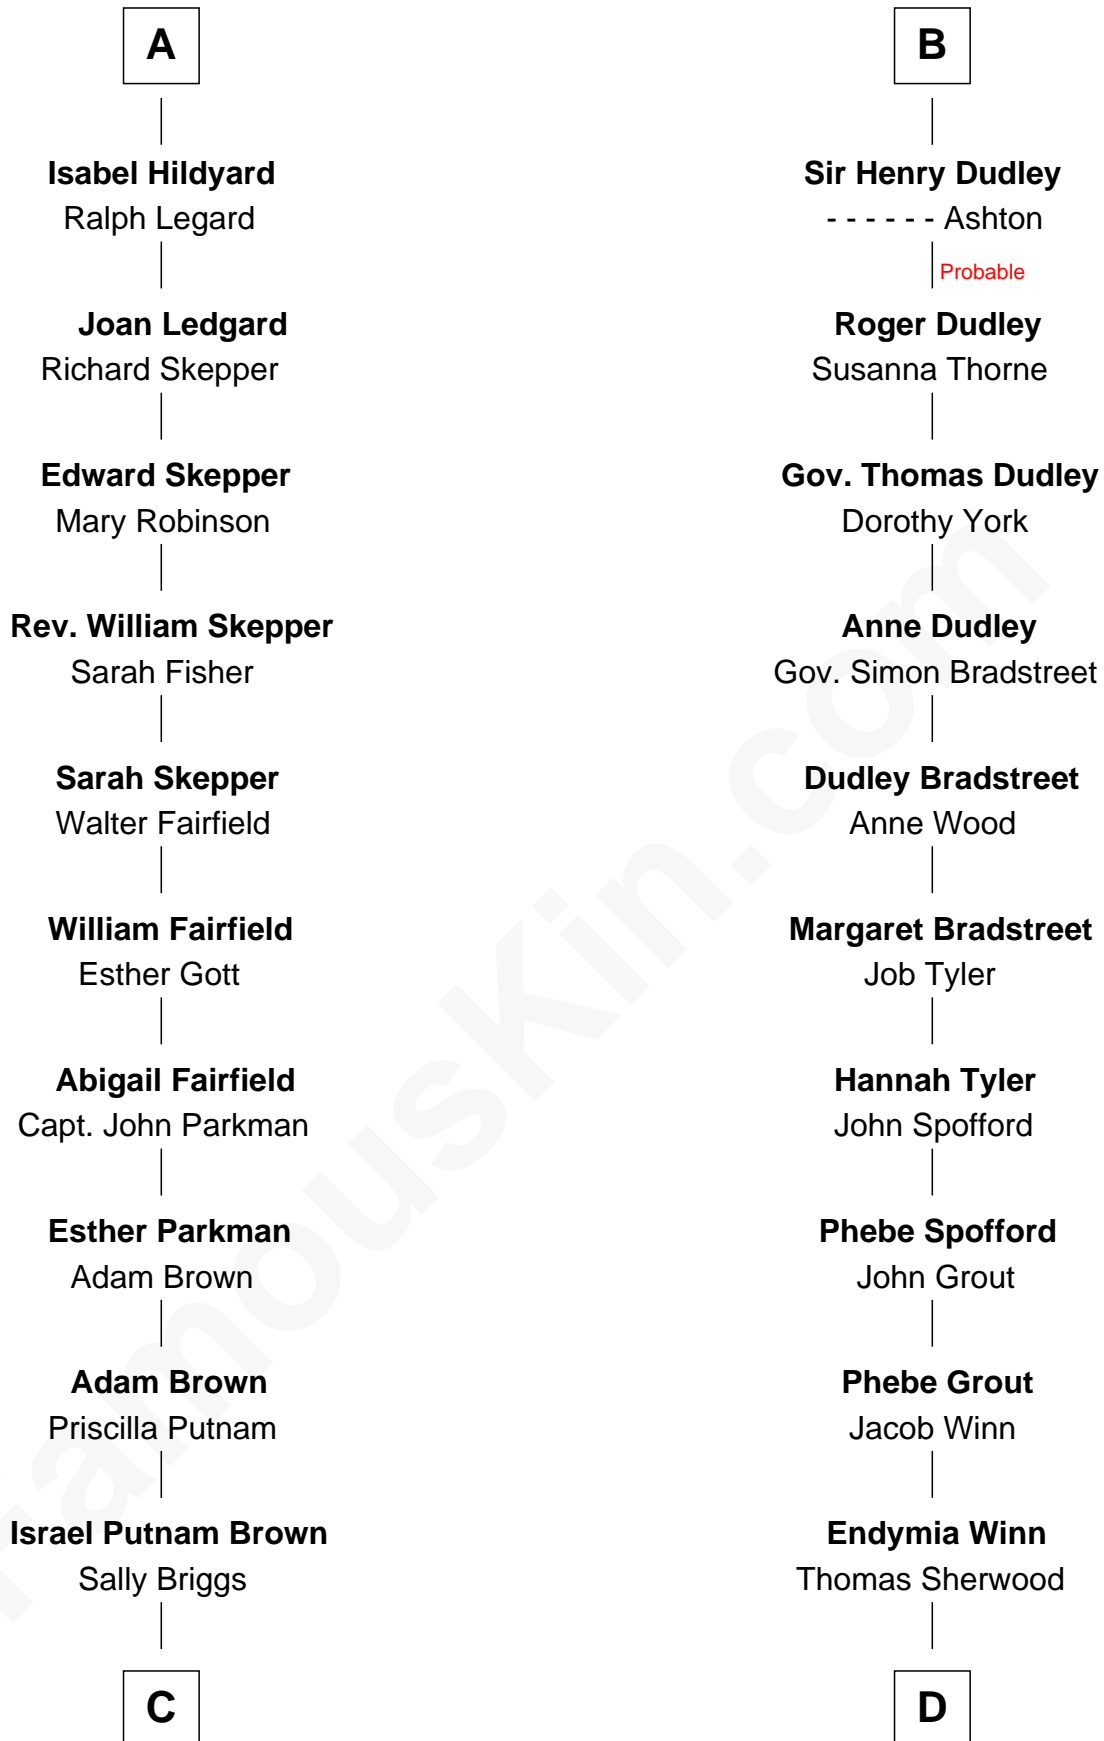 A
Isabel Hildyard
Ralph Legard
Joan Ledgard
Richard Skepper
Edward Skepper
Mary Robinson
Rev. William Skepper
Sarah Fisher
Sarah Skepper
Walter Fairfield
William Fairfield
Esther Gott
Abigail Fairfield
Capt. John Parkman
Esther Parkman
Adam Brown
Adam Brown
Priscilla Putnam
Israel Putnam Brown
Sally Briggs
C
B
Sir Henry Dudley
- - - - - - Ashton
Probable
Roger Dudley
Susanna Thorne
Gov. Thomas Dudley
Dorothy York
Anne Dudley
Gov. Simon Bradstreet
Dudley Bradstreet
Anne Wood
Margaret Bradstreet
Job Tyler
Hannah Tyler
John Spofford
Phebe Spofford
John Grout
Phebe Grout
Jacob Winn
Endymia Winn
Thomas Sherwood
D
FamousKin.com